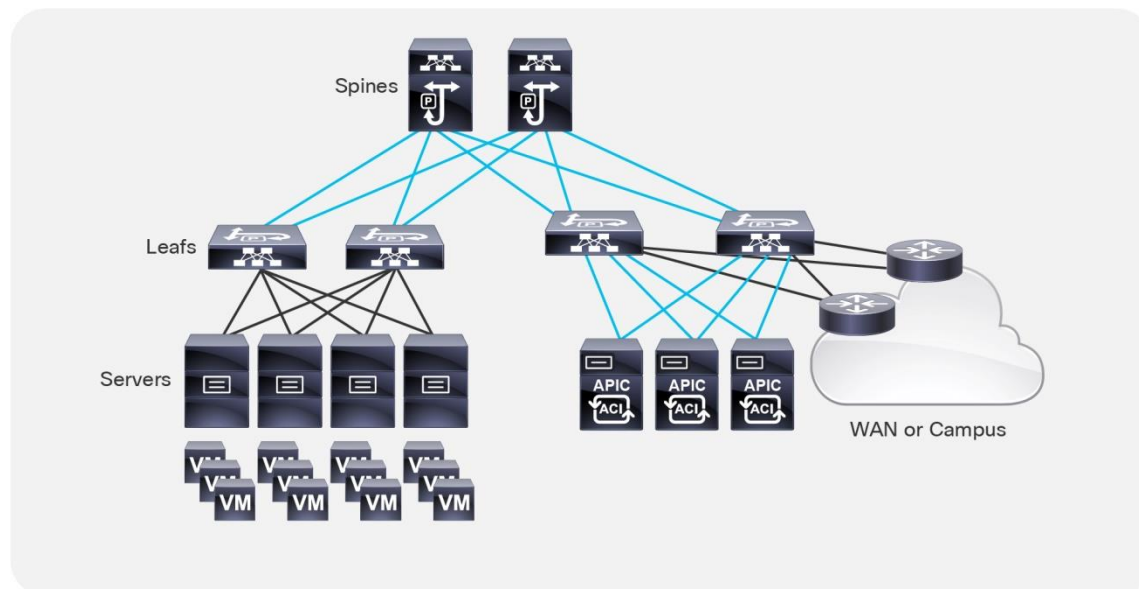 Spines
P
P
Leafs
P
P
P
P
Servers
APIC
ACI
APIC
ACI
APIC
ACI
WAN or Campus
VM
VM
VM
VM
VM
VM
VM
VM
VM
VM
VM
VM